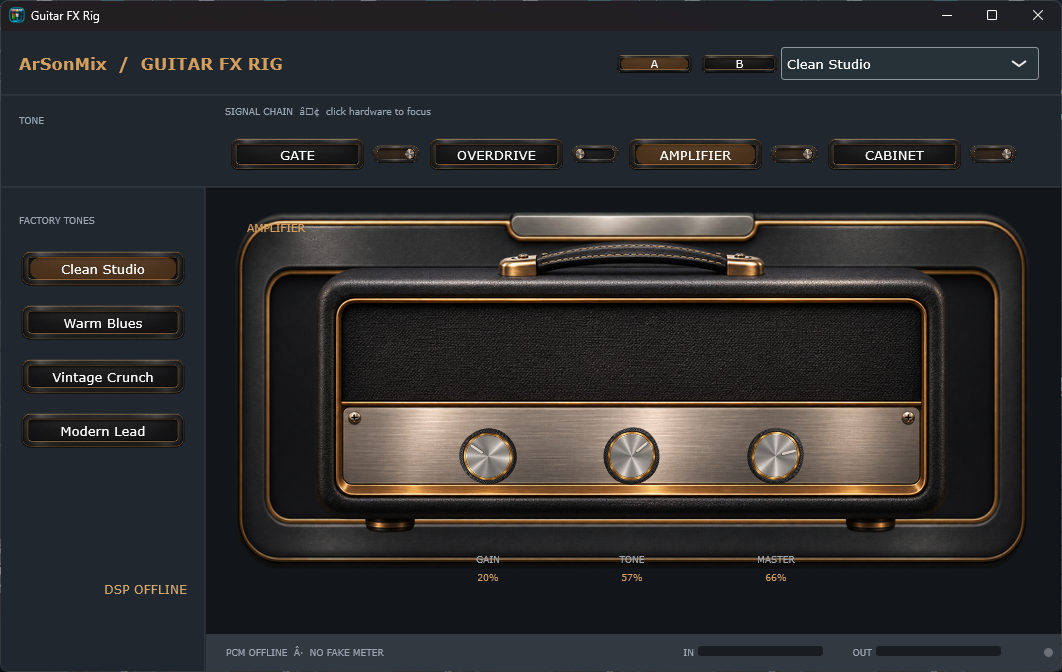 Guitar FX Rig
ArSonMix / GUITAR FX RIG
A
B
Clean Studio
TONE
SIGNAL CHAIN â□¢ click hardware to focus
GATE
OVERDRIVE
AMPLIFIER
CABINET
FACTORY TONES
Clean Studio
Warm Blues
Vintage Crunch
Modern Lead
DSP OFFLINE
AMPLIFIER
GAIN
20%
TONE
57%
MASTER
66%
PCM OFFLINE Â· NO FAKE METER
IN
OUT